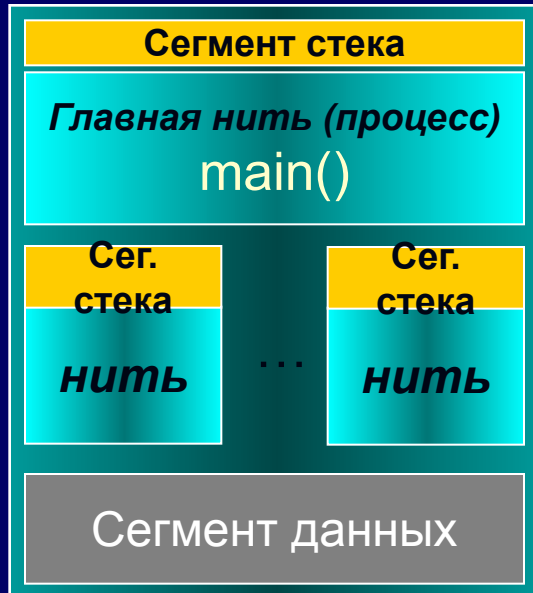 Сегмент стека
Главная нить (процесс)
main()
Сег.
стека
нить
...
Сег.
стека
нить
Сегмент данных